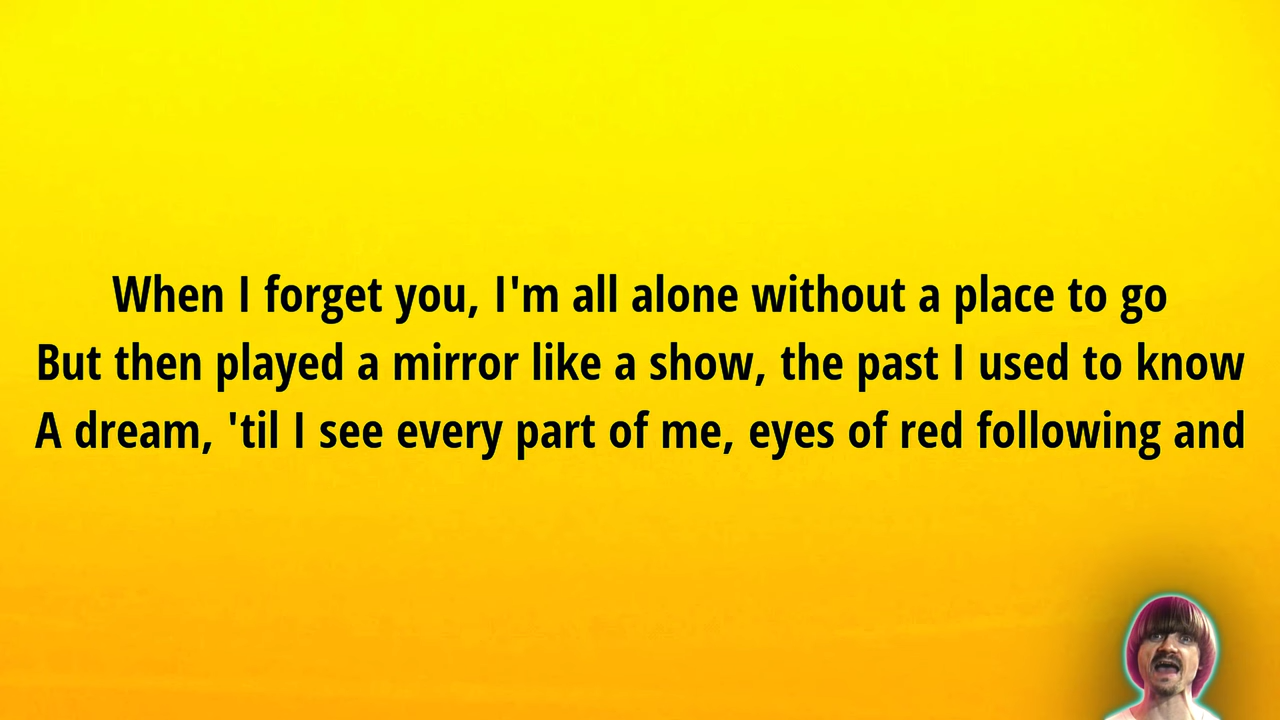 When I forget you, I'm all alone without a place to go
But then played a mirror like a show, the past I used to know
A dream, 'til I see every part of me, eyes of red following and